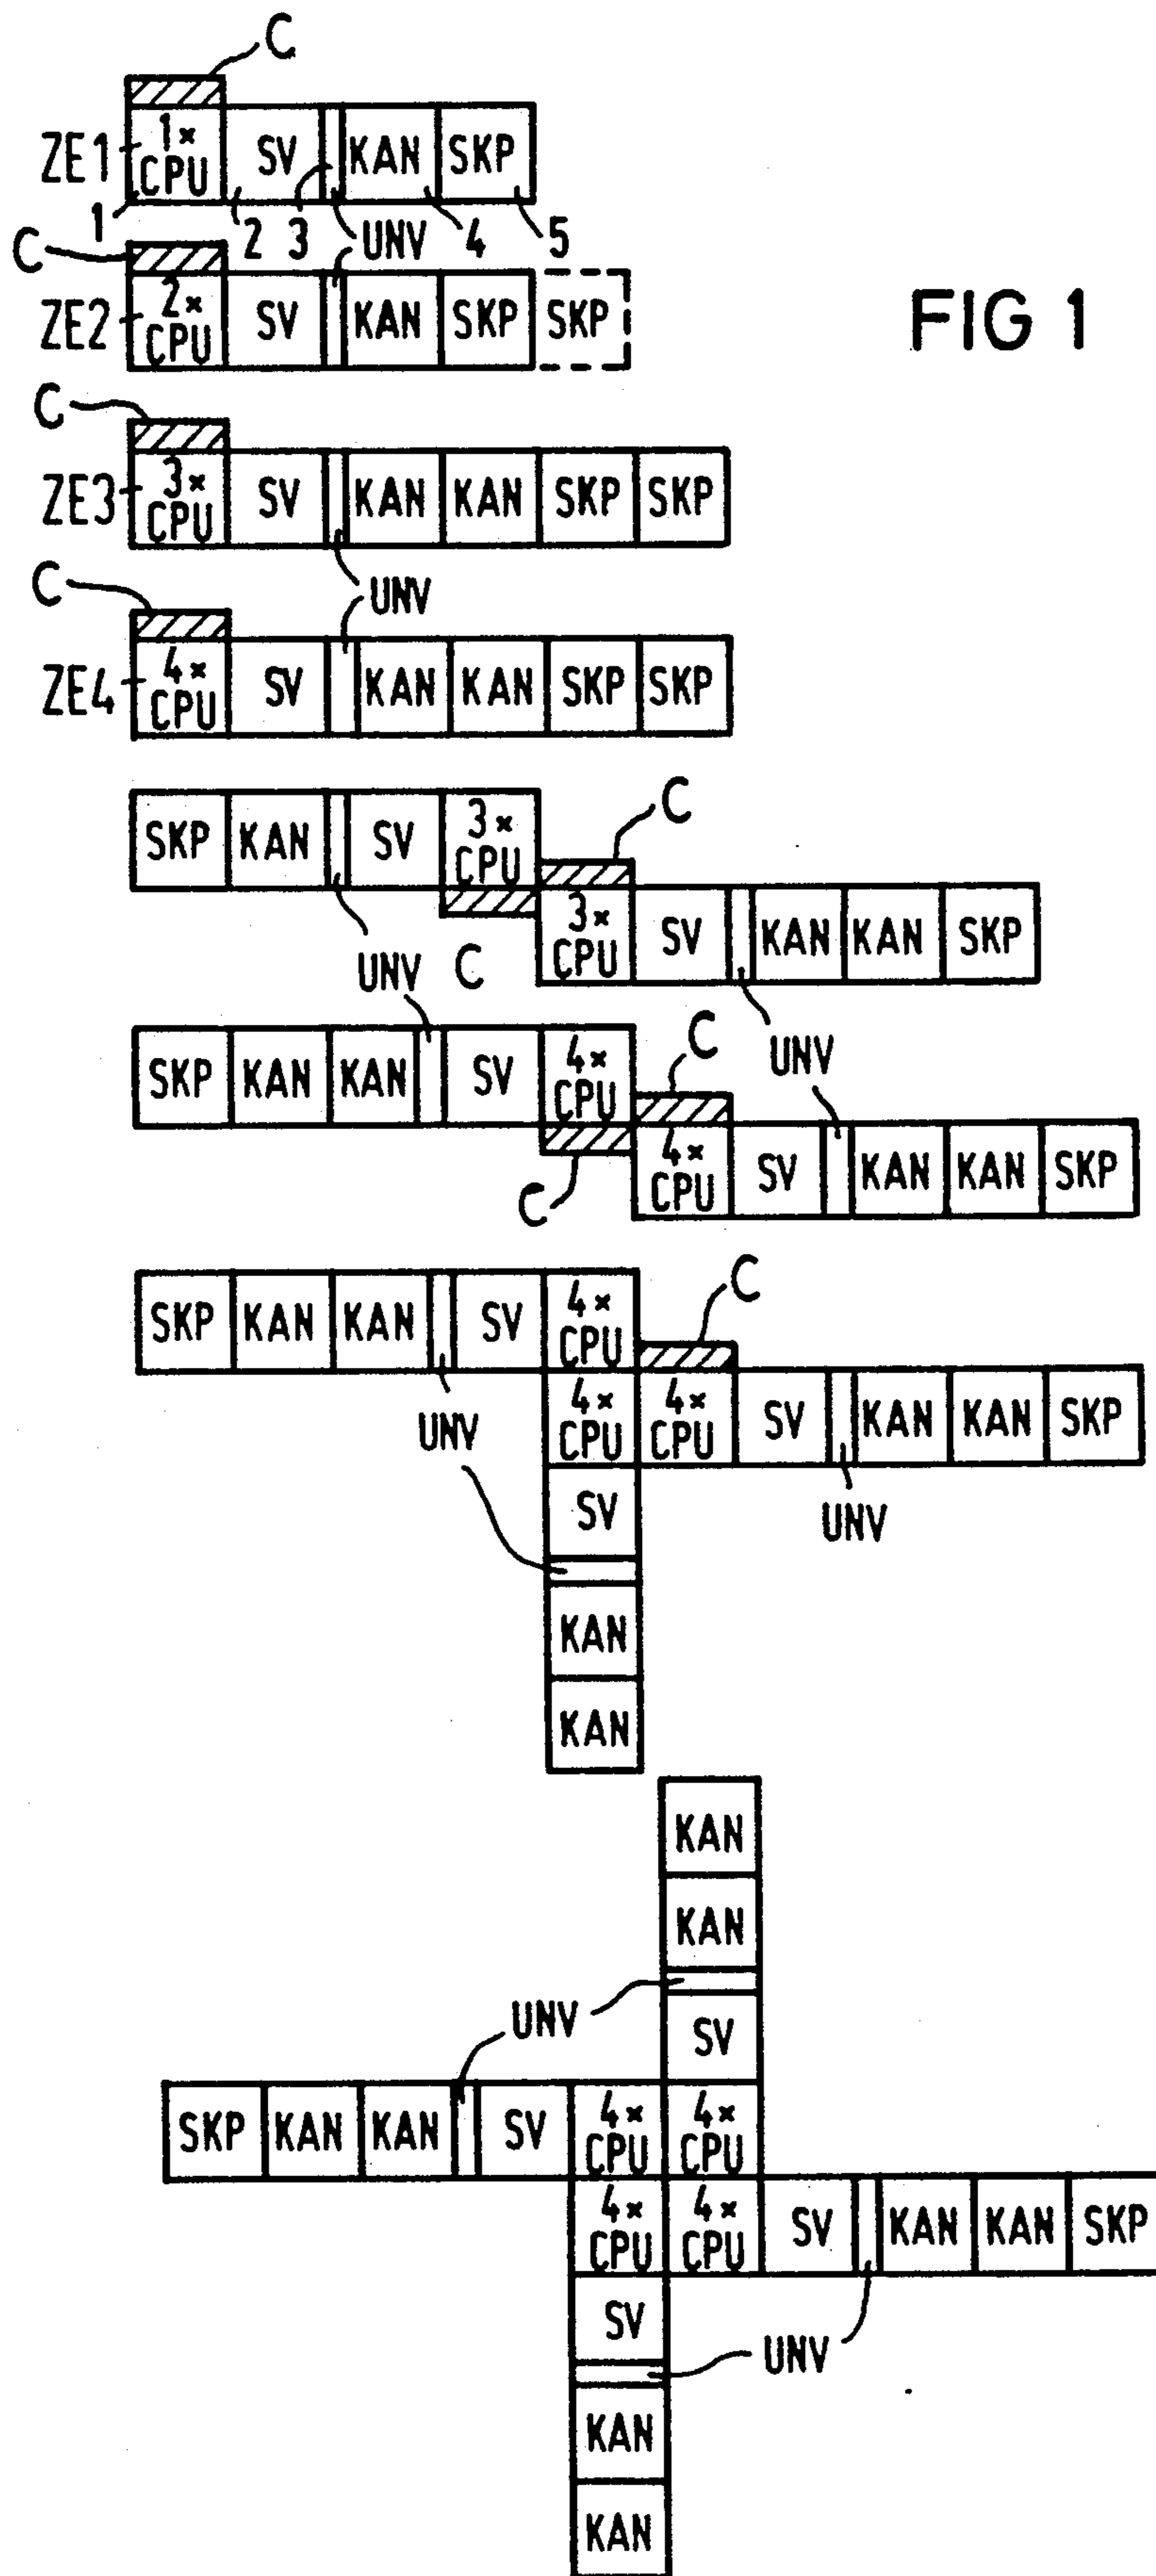 C
ZE1 1× CPU SV KAN SKP
1 2 3 UNV 4 5
C
ZE2 2× CPU SV KAN SKP SKP
FIG 1
C
ZE3 3× CPU SV KAN KAN SKP SKP
UNV
C
ZE4 4× CPU SV KAN KAN SKP SKP
C
SKP KAN SV 3× CPU
3× CPU SV KAN KAN SKP
UNV C
UNV
C
SKP KAN KAN SV 4× CPU
4× CPU SV KAN KAN SKP
C
C
SKP KAN KAN SV 4× CPU
4× CPU 4× CPU SV KAN KAN SKP
UNV
UNV
SV
KAN
KAN
KAN
KAN
UNV
SV
SKP KAN KAN SV 4× CPU 4× CPU
4× CPU 4× CPU SV KAN KAN SKP
SV
UNV
KAN
KAN